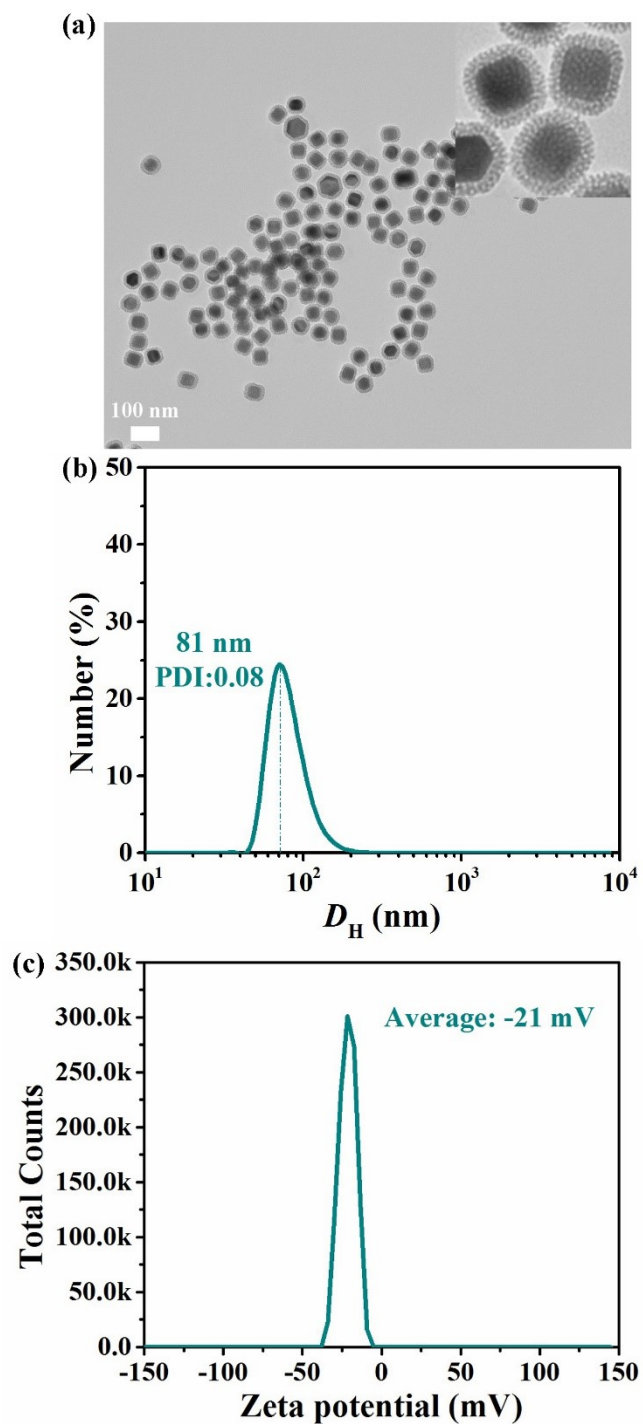 (a)
100 nm
(b)
50
40
30
20
10
0
Number (%)
81 nm
PDI:0.08
10¹ 10² 10³ 10⁴
D_H (nm)
(c)
350.0k
300.0k
250.0k
200.0k
150.0k
100.0k
50.0k
0.0
Total Counts
Average: -21 mV
-150 -100 -50 0 50 100 150
Zeta potential (mV)